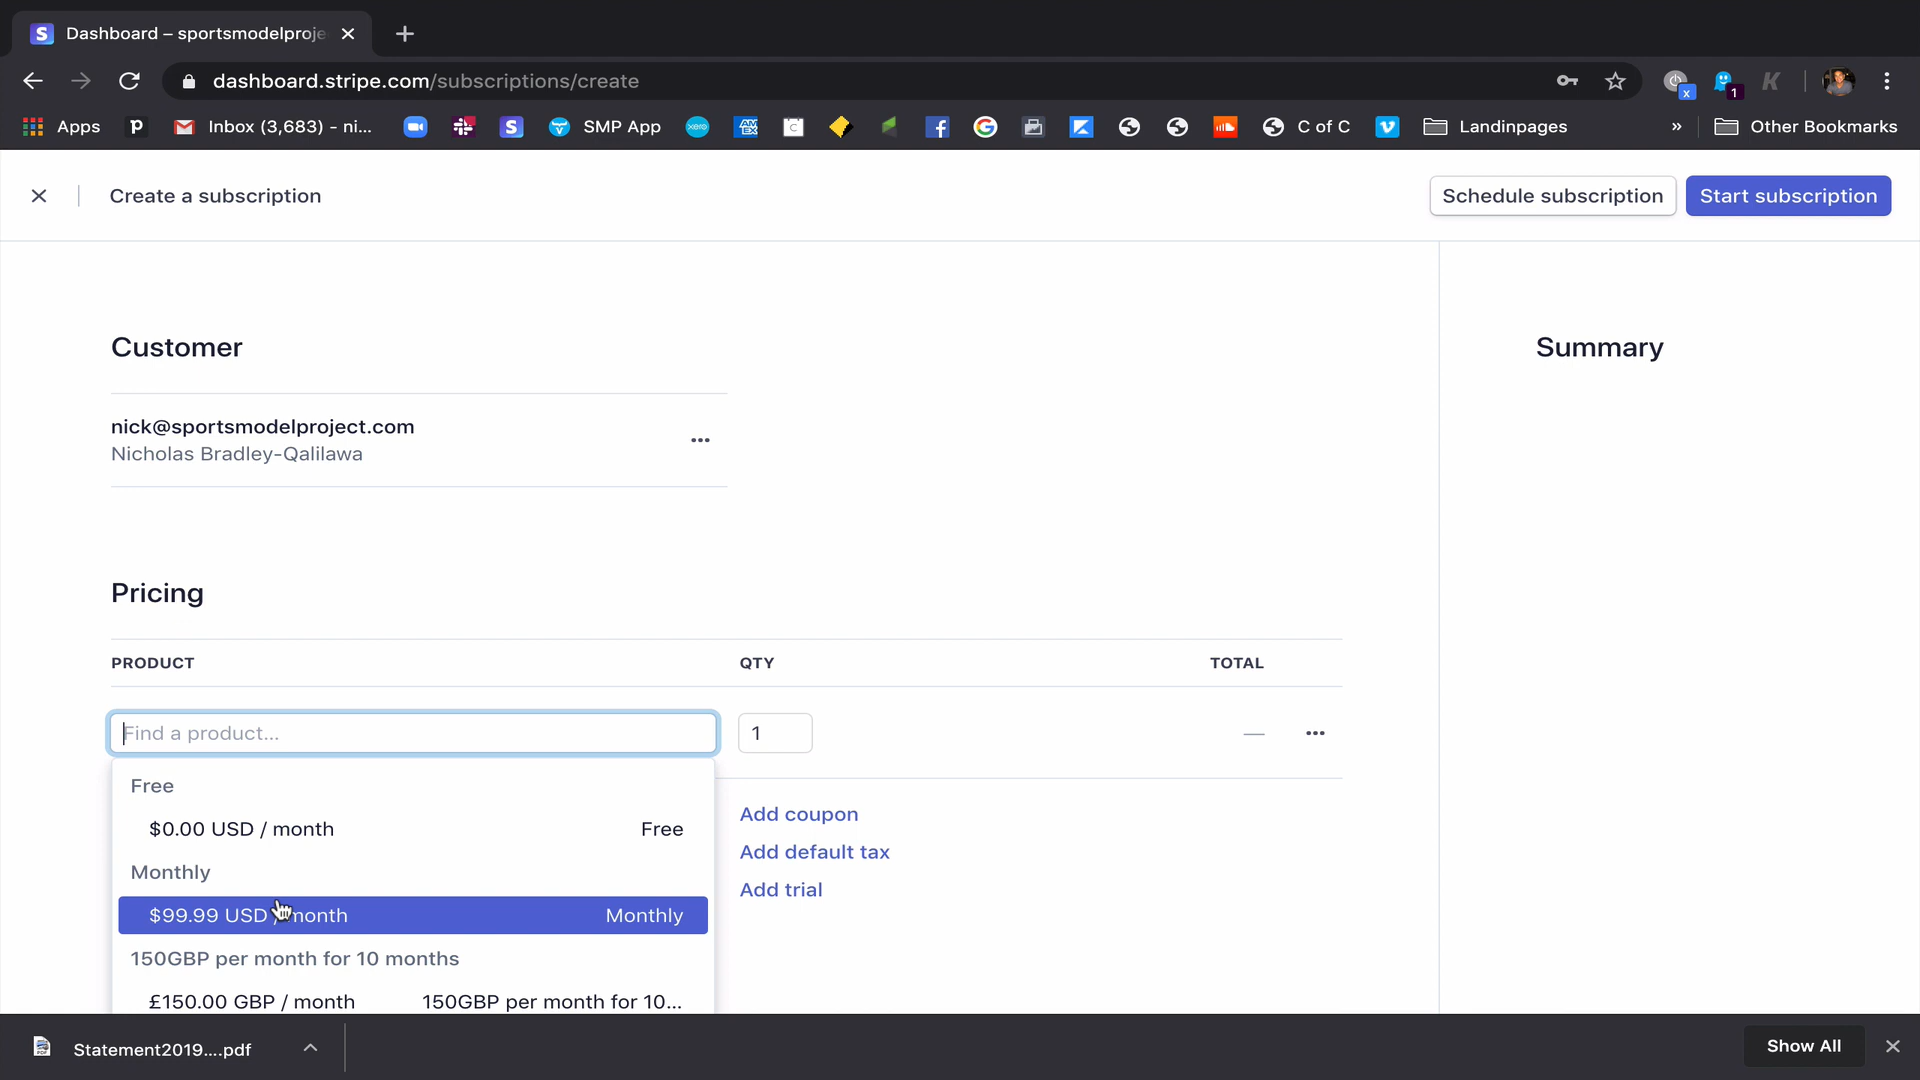 Dashboard – sportsmodelproje
dashboard.stripe.com/subscriptions/create
x
1
K
Apps
Inbox (3,683) - ni...
SMP App
C of C
Landinpages
»
Other Bookmarks
Create a subscription
Schedule subscription
Start subscription
Customer
Summary
nick@sportsmodelproject.com
Nicholas Bradley-Qalilawa
Pricing
PRODUCT QTY TOTAL
Find a product...
1
—
Free
$0.00 USD / month Free
Monthly
$99.99 USD / month Monthly
150GBP per month for 10 months
£150.00 GBP / month 150GBP per month for 10...
Add coupon
Add default tax
Add trial
Statement2019....pdf
Show All